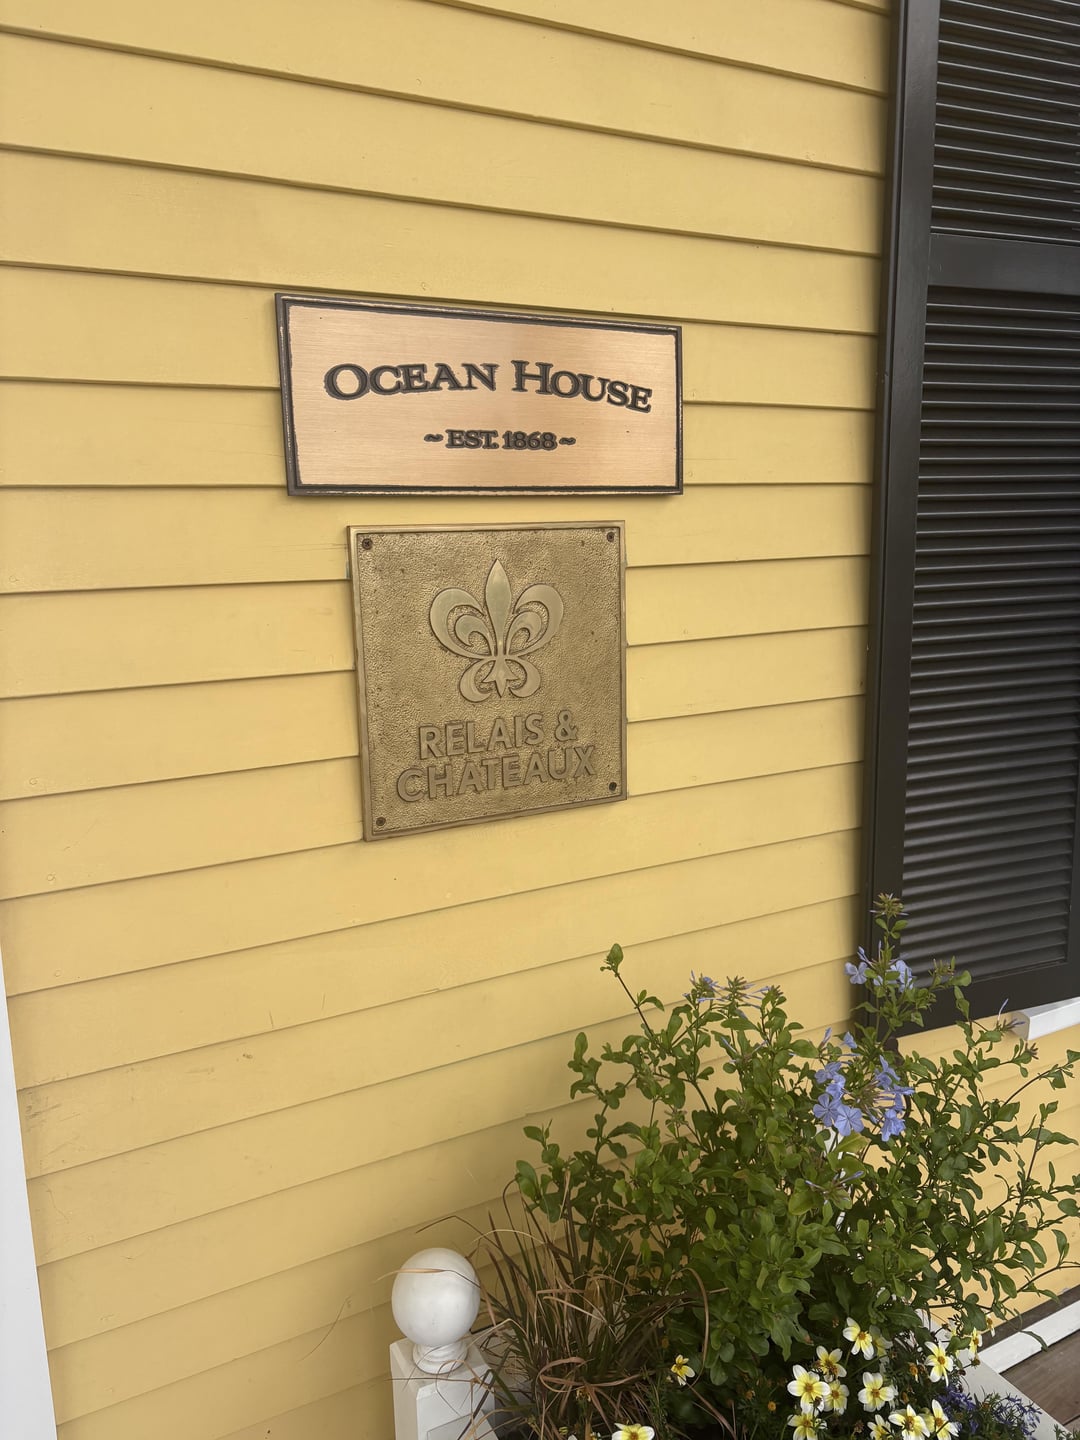 OCEAN HOUSE
~EST. 1868~
RELAIS &
CHATEAUX